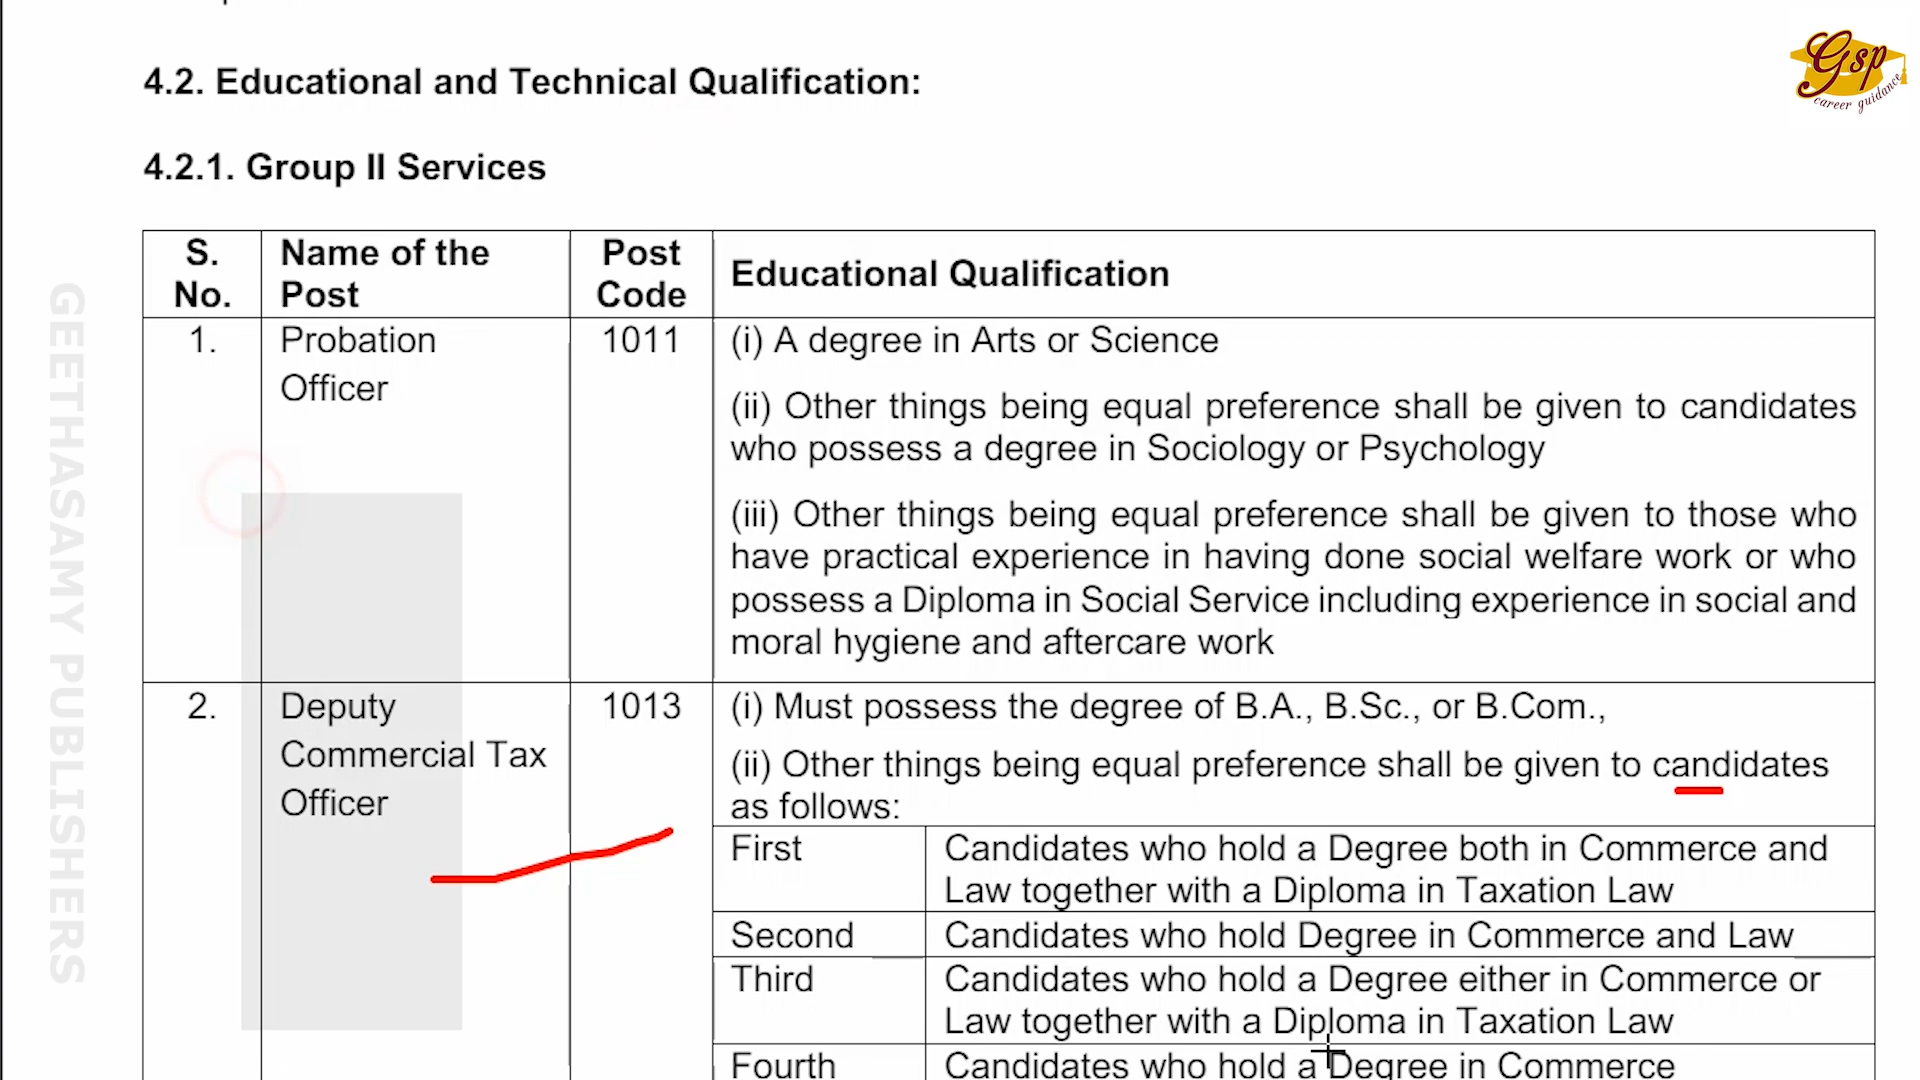 Gsp
career guidance
4.2. Educational and Technical Qualification:
4.2.1. Group II Services
S. No.
Name of the Post
Post Code
Educational Qualification
1.
Probation
Officer
1011
(i) A degree in Arts or Science
(ii) Other things being equal preference shall be given to candidates
who possess a degree in Sociology or Psychology
(iii) Other things being equal preference shall be given to those who
have practical experience in having done social welfare work or who
possess a Diploma in Social Service including experience in social and
moral hygiene and aftercare work
2.
Deputy
Commercial Tax
Officer
1013
(i) Must possess the degree of B.A., B.Sc., or B.Com.,
(ii) Other things being equal preference shall be given to candidates
as follows:
First
Candidates who hold a Degree both in Commerce and
Law together with a Diploma in Taxation Law
Second
Candidates who hold Degree in Commerce and Law
Third
Candidates who hold a Degree either in Commerce or
Law together with a Diploma in Taxation Law
Fourth
Candidates who hold a Degree in Commerce
GEETHASAMY PUBLISHERS